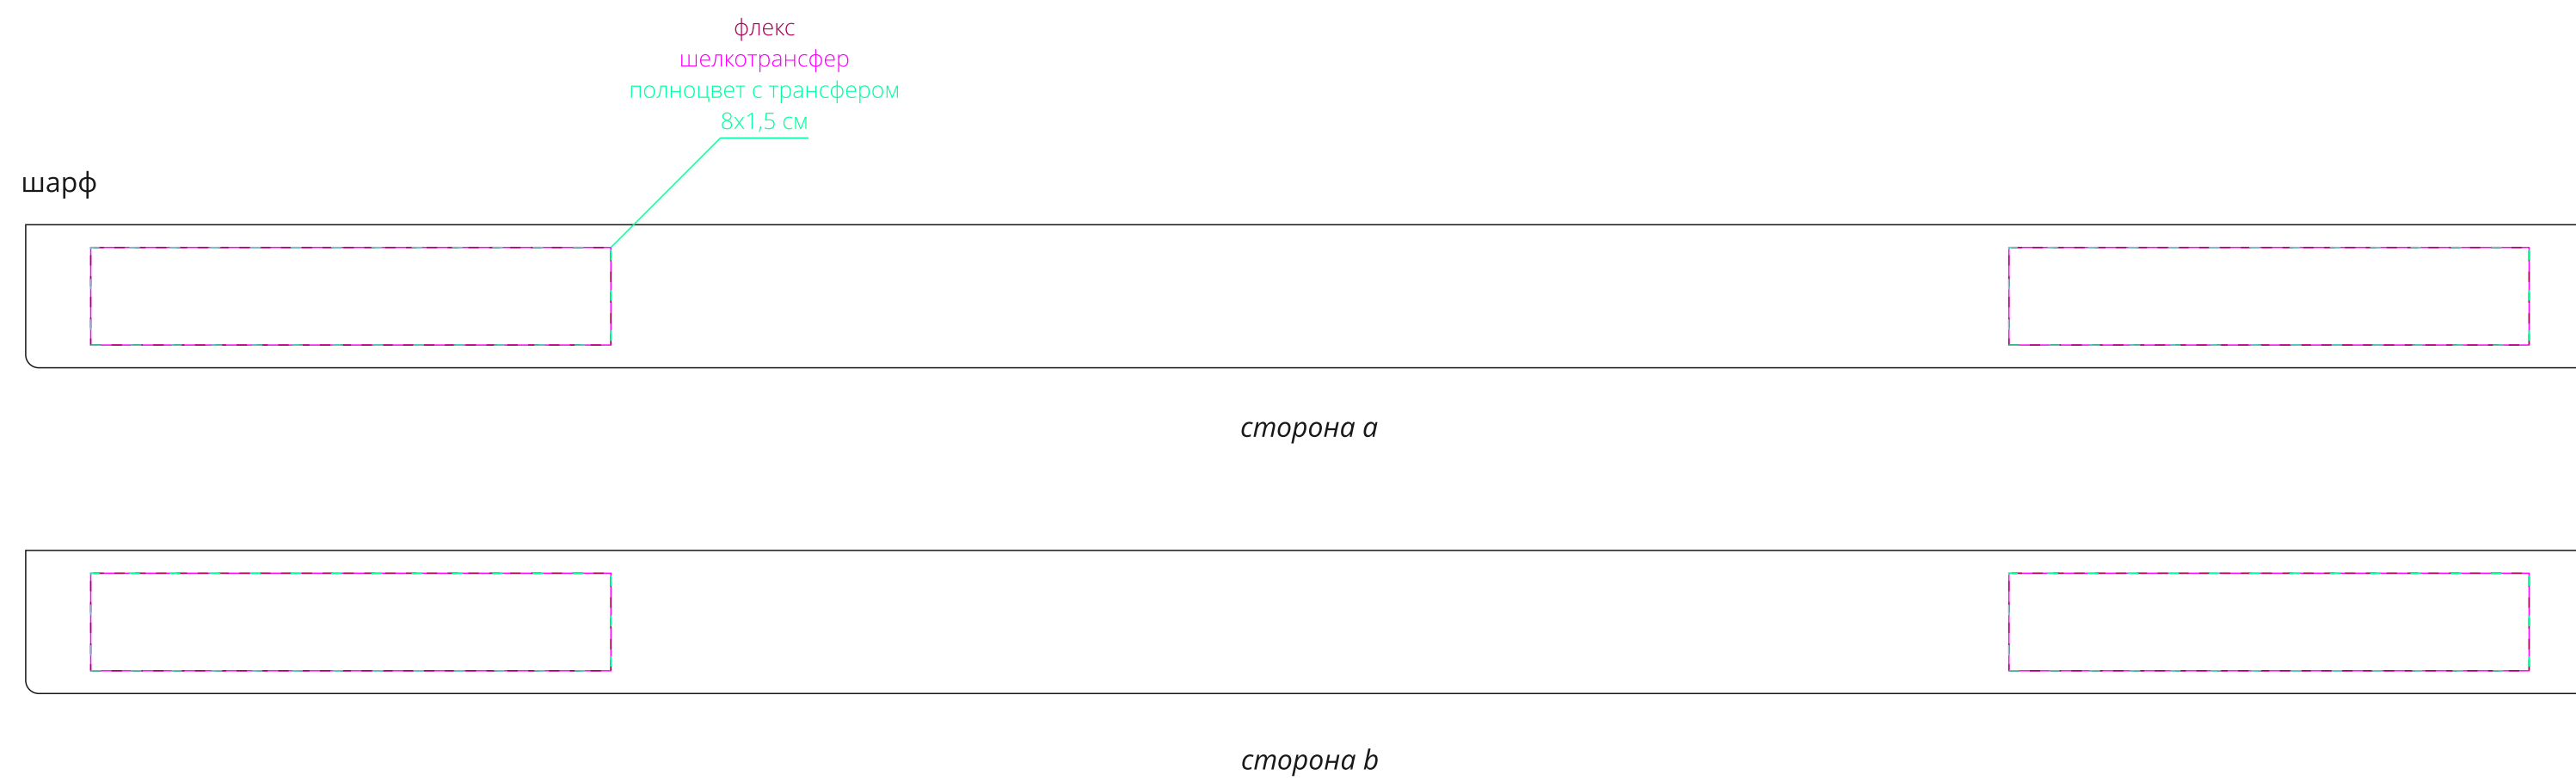 флекс
шелкотрансфер
полноцвет с трансфером
8х1,5 см
шарф
сторона a
сторона b